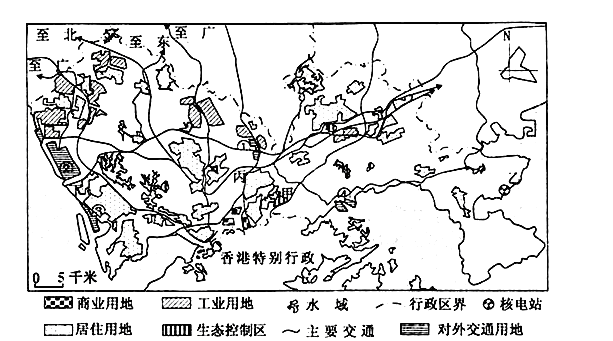 至北
至东
至广
至广
N
丙
香港特别行政
0 5千米
商业用地 工业用地 水域 行政区界 核电站
居住用地 生态控制区 主要交通 对外交通用地